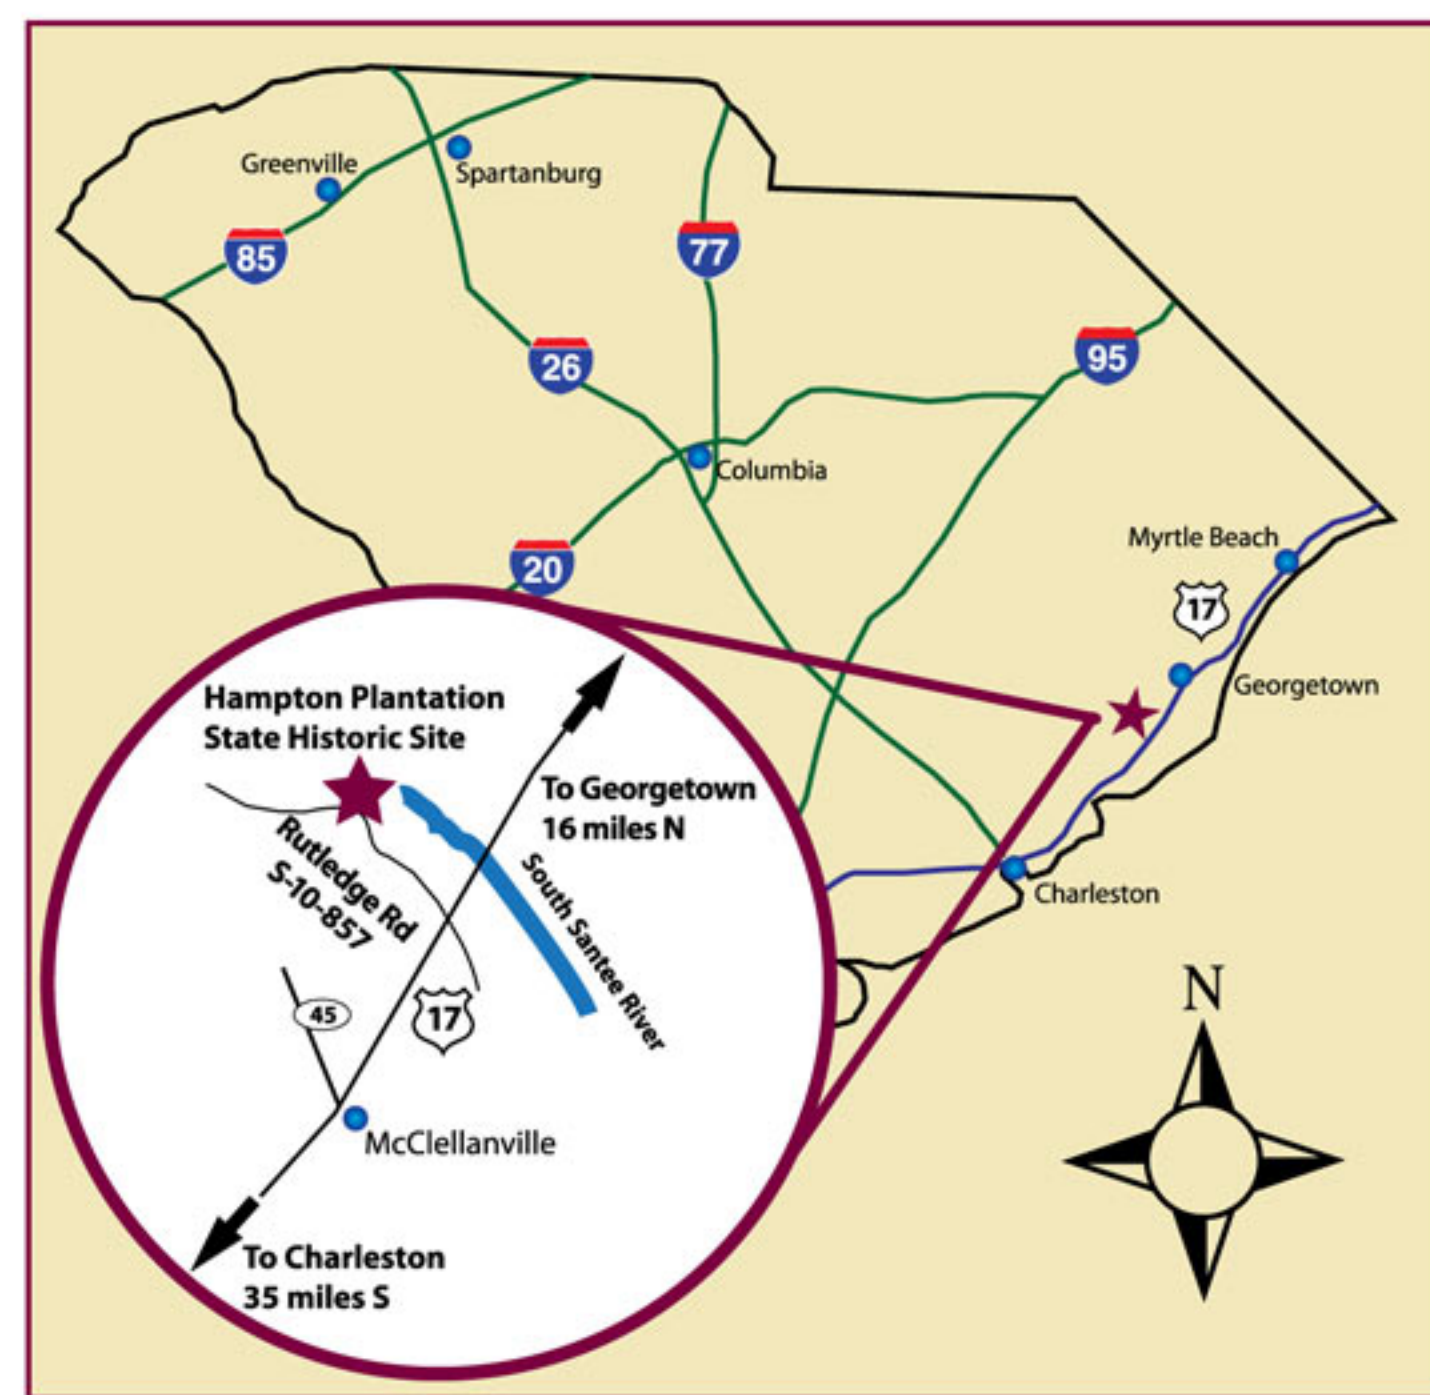 Greenville
Spartanburg
85
77
26
95
Columbia
20
Myrtle Beach
17
Georgetown
Charleston
Hampton Plantation
State Historic Site
To Georgetown
16 miles N
Rutledge Rd
S-10-857
South Santee River
45
17
McClellanville
To Charleston
35 miles S
N